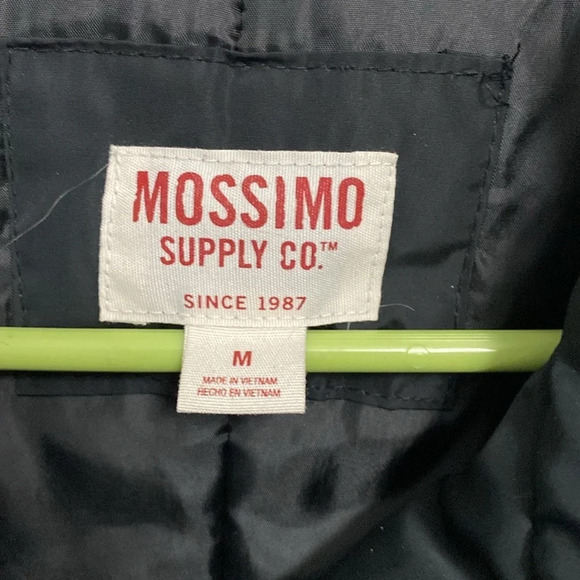 MOSSIMO
SUPPLY CO.™
SINCE 1987
M
MADE IN VIETNAM
HECHO EN VIETNAM